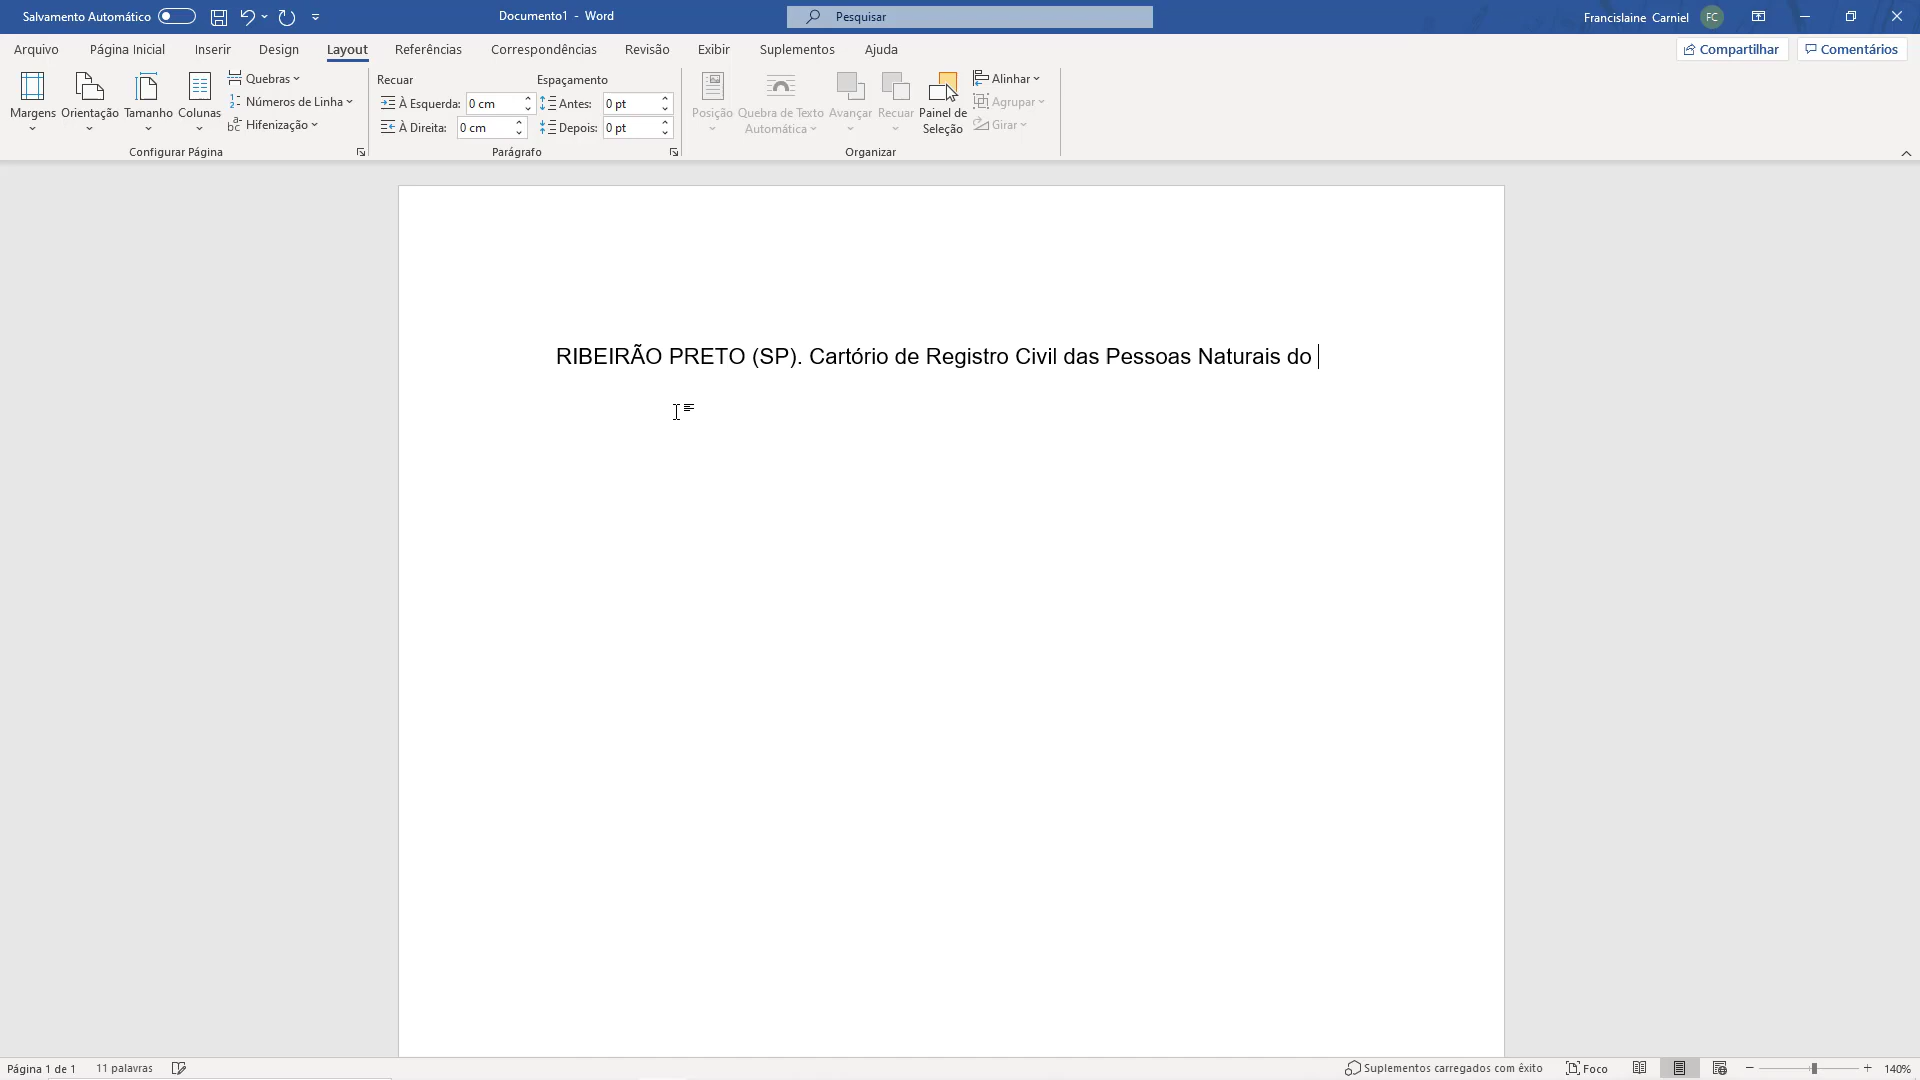 Salvamento Automático
Documento1 - Word
Pesquisar
Francislaine Carniel
FC
Arquivo
Página Inicial
Inserir
Design
Layout
Referências
Correspondências
Revisão
Exibir
Suplementos
Ajuda
Compartilhar
Comentários
Margens
Orientação
Tamanho
Colunas
Quebras
Números de Linha
Hifenização
Configurar Página
Recuar
À Esquerda: 0 cm
À Direita: 0 cm
Espaçamento
Antes: 0 pt
Depois: 0 pt
Parágrafo
Posição
Quebra de Texto
Automática
Avançar
Recuar
Painel de
Seleção
Alinhar
Agrupar
Girar
Organizar
RIBEIRÃO PRETO (SP). Cartório de Registro Civil das Pessoas Naturais do
Página 1 de 1
11 palavras
Suplementos carregados com êxito
Foco
140%